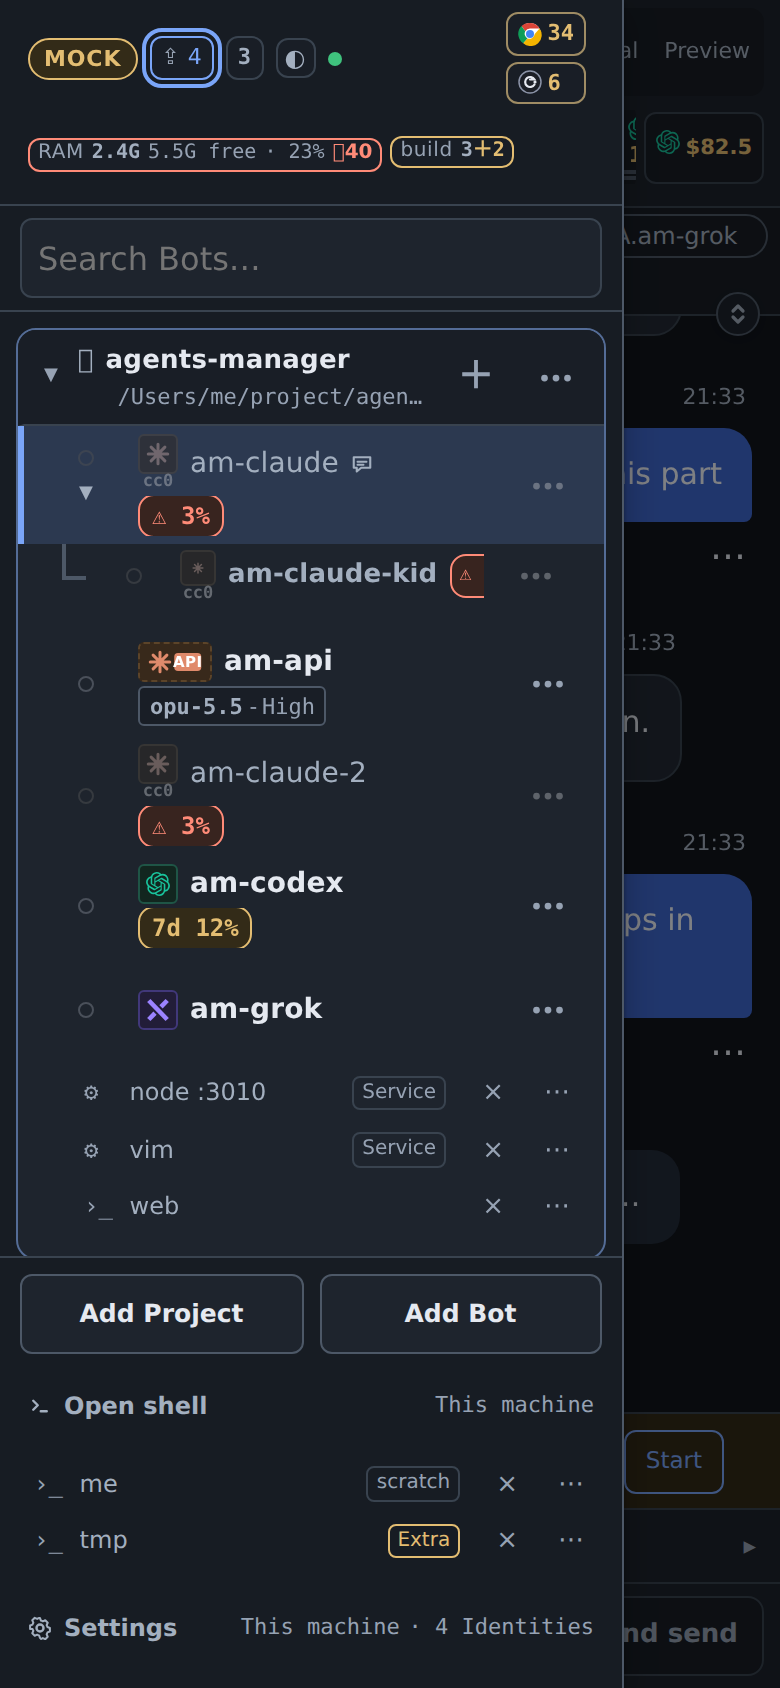 MOCK ⇪ 4 3 34
6
RAM 2.4G 5.5G free · 23% 40 build 3+2
Search Bots…
agents-manager
/Users/me/project/agen…
am-claude
cc0
⚠ 3%
am-claude-kid ⚠
cc0
API am-api
opu-5.5 - High
am-claude-2
cc0
⚠ 3%
am-codex
7d 12%
am-grok
node :3010 Service × ···
vim Service × ···
›_ web × ···
Add Project Add Bot
Open shell This machine
›_ me scratch × ···
›_ tmp Extra × ···
Settings This machine · 4 Identities
al Preview
$82.5
A.am-grok
21:33
is part
···
:1:33
n.
21:33
ps in
···
Start
nd send